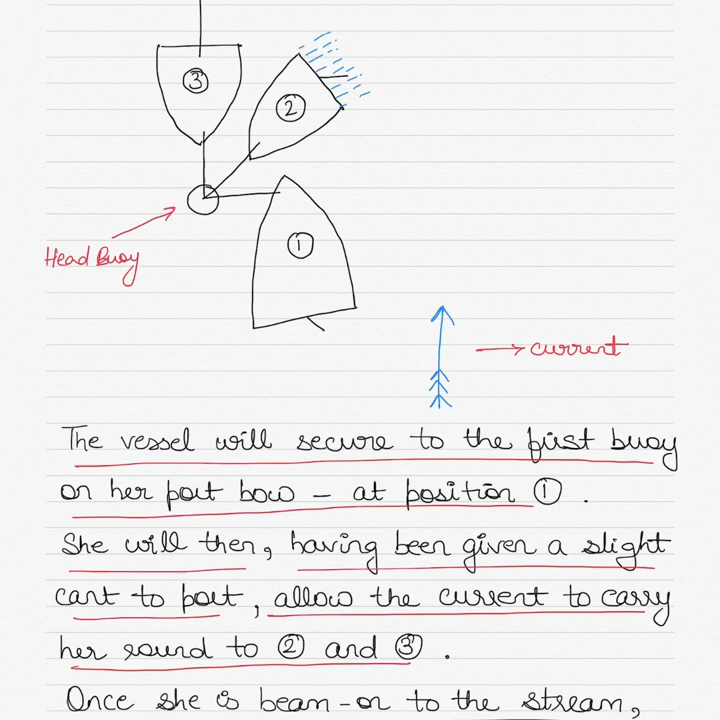 ③
②
①
Head Buoy
current
The vessel will secure to the first buoy
on her port bow – at position ① .
She will then, having been given a slight
cant to port, allow the current to carry
her round to ② and ③ .
Once she is beam-on to the stream,